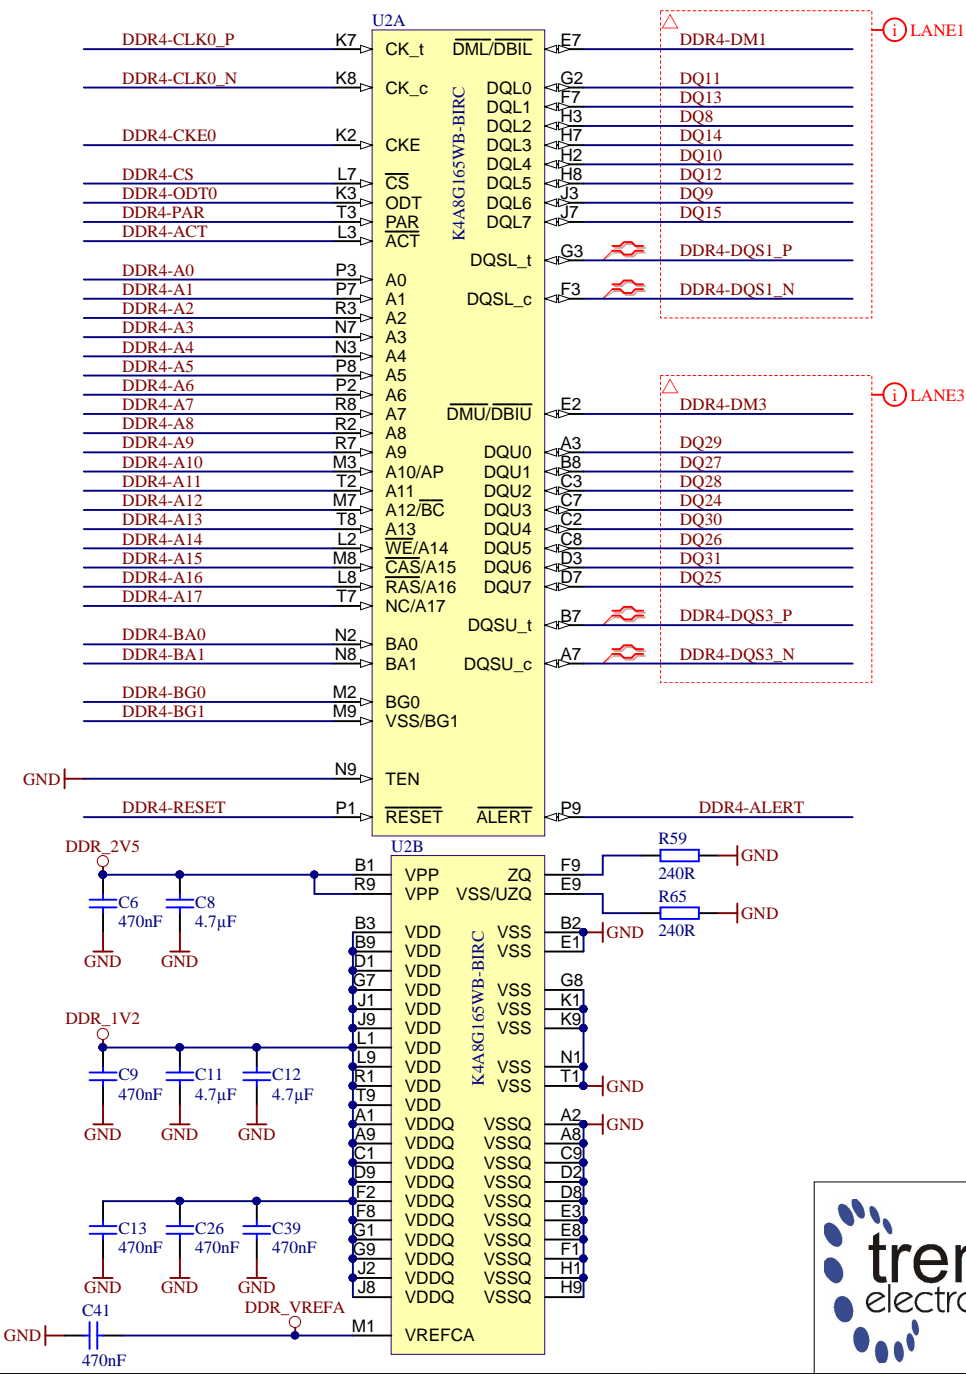 U2A
DDR4-CLK0_P K7 CK_t DML/DBIL E7 DDR4-DM1
LANE1
DDR4-CLK0_N K8 CK_c DQL0 G2 DQ11
DQL1 F7 DQ13
DQL2 H3 DQ8
DDR4-CKE0 K2 CKE DQL3 H7 DQ14
DQL4 H2 DQ10
DDR4-CS L7 CS DQL5 H8 DQ12
DDR4-ODT0 K3 ODT DQL6 J3 DQ9
DDR4-PAR T3 PAR DQL7 J7 DQ15
DDR4-ACT L3 ACT
K4A8G165WB-BIRC
DQSL_t G3 DDR4-DQS1_P
DDR4-A0 P3 A0
DDR4-A1 P7 A1 DQSL_c F3 DDR4-DQS1_N
DDR4-A2 R3 A2
DDR4-A3 N7 A3
DDR4-A4 N3 A4
DDR4-A5 P8 A5
DDR4-A6 P2 A6
LANE3
DDR4-A7 R8 A7 DMU/DBIU E2 DDR4-DM3
DDR4-A8 R2 A8
DDR4-A9 R7 A9 DQU0 A3 DQ29
DDR4-A10 M3 A10/AP DQU1 B8 DQ27
DDR4-A11 T2 A11 DQU2 C3 DQ28
DDR4-A12 M7 A12/BC DQU3 C7 DQ24
DDR4-A13 T8 A13 DQU4 C2 DQ30
DDR4-A14 L2 WE/A14 DQU5 C8 DQ26
DDR4-A15 M8 CAS/A15 DQU6 D3 DQ31
DDR4-A16 L8 RAS/A16 DQU7 D7 DQ25
DDR4-A17 T7 NC/A17
DQSU_t B7 DDR4-DQS3_P
DDR4-BA0 N2 BA0
DDR4-BA1 N8 BA1 DQSU_c A7 DDR4-DQS3_N
DDR4-BG0 M2 BG0
DDR4-BG1 M9 VSS/BG1
GND N9 TEN
DDR4-RESET P1 RESET ALERT P9 DDR4-ALERT
U2B
DDR_2V5
B1 VPP ZQ F9 R59 240R GND
R9 VPP VSS/UZQ E9 R65 240R GND
C6 470nF GND
C8 4.7µF GND
K4A8G165WB-BIRC
B3 VDD VSS B2 GND
B9 VDD VSS E1
D1 VDD
G7 VDD VSS G8
J1 VDD VSS K1
J9 VDD VSS K9
DDR_1V2
L1 VDD
L9 VDD VSS N1
R1 VDD VSS T1 GND
T9 VDD
C9 470nF GND
C11 4.7µF GND
C12 4.7µF GND
A1 VDDQ VSSQ A2 GND
A9 VDDQ VSSQ A8
C1 VDDQ VSSQ C9
D9 VDDQ VSSQ D2
F2 VDDQ VSSQ D8
F8 VDDQ VSSQ E3
G1 VDDQ VSSQ E8
G9 VDDQ VSSQ F1
J2 VDDQ VSSQ H1
J8 VDDQ VSSQ H9
C13 470nF GND
C26 470nF GND
C39 470nF GND
DDR_VREFA
GND C41 470nF M1 VREFCA
tren
electro